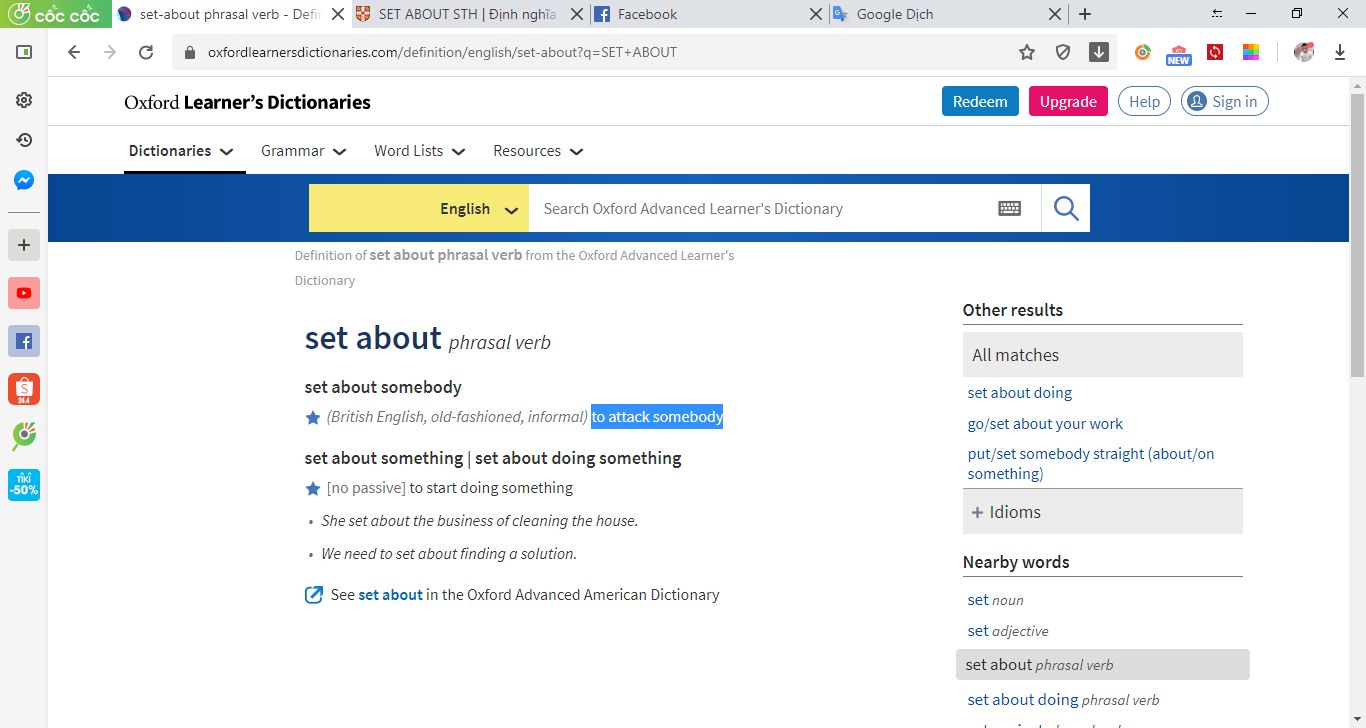 cốc cốc
set-about phrasal verb - Defin
SET ABOUT STH | Định nghĩa
Facebook
Google Dịch
oxfordlearnersdictionaries.com/definition/english/set-about?q=SET+ABOUT
NEW
Oxford Learner's Dictionaries
Redeem
Upgrade
Help
Sign in
Dictionaries
Grammar
Word Lists
Resources
English
Search Oxford Advanced Learner's Dictionary
Definition of set about phrasal verb from the Oxford Advanced Learner's
Dictionary
set about phrasal verb
set about somebody
(British English, old-fashioned, informal) to attack somebody
set about something | set about doing something
[no passive] to start doing something
• She set about the business of cleaning the house.
• We need to set about finding a solution.
See set about in the Oxford Advanced American Dictionary
Other results
All matches
set about doing
go/set about your work
put/set somebody straight (about/on
something)
+ Idioms
Nearby words
set noun
set adjective
set about phrasal verb
set about doing phrasal verb
S
24.4
TIKI
-50%